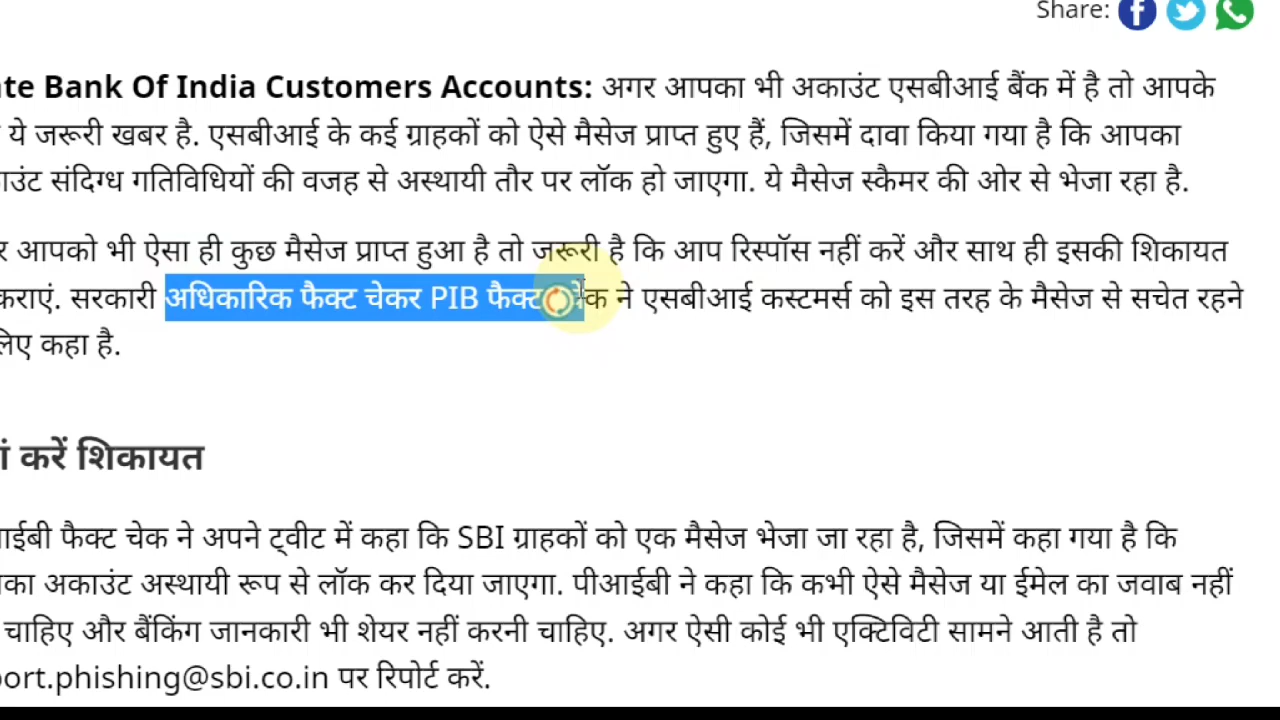 Share:
te Bank Of India Customers Accounts: अगर आपका भी अकाउंट एसबीआई बैंक में है तो आपके
ये जरूरी खबर है. एसबीआई के कई ग्राहकों को ऐसे मैसेज प्राप्त हुए हैं, जिसमें दावा किया गया है कि आपका
उंट संदिग्ध गतिविधियों की वजह से अस्थायी तौर पर लॉक हो जाएगा. ये मैसेज स्कैमर की ओर से भेजा रहा है.
र आपको भी ऐसा ही कुछ मैसेज प्राप्त हुआ है तो जरूरी है कि आप रिस्पॉस नहीं करें और साथ ही इसकी शिकायत
कराएं. सरकारी अधिकारिक फैक्ट चेकर PIB फैक्ट चेक ने एसबीआई कस्टमर्स को इस तरह के मैसेज से सचेत रहने
लिए कहा है.
ां करें शिकायत
आईबी फैक्ट चेक ने अपने ट्वीट में कहा कि SBI ग्राहकों को एक मैसेज भेजा जा रहा है, जिसमें कहा गया है कि
का अकाउंट अस्थायी रूप से लॉक कर दिया जाएगा. पीआईबी ने कहा कि कभी ऐसे मैसेज या ईमेल का जवाब नहीं
चाहिए और बैंकिंग जानकारी भी शेयर नहीं करनी चाहिए. अगर ऐसी कोई भी एक्टिविटी सामने आती है तो
ort.phishing@sbi.co.in पर रिपोर्ट करें.